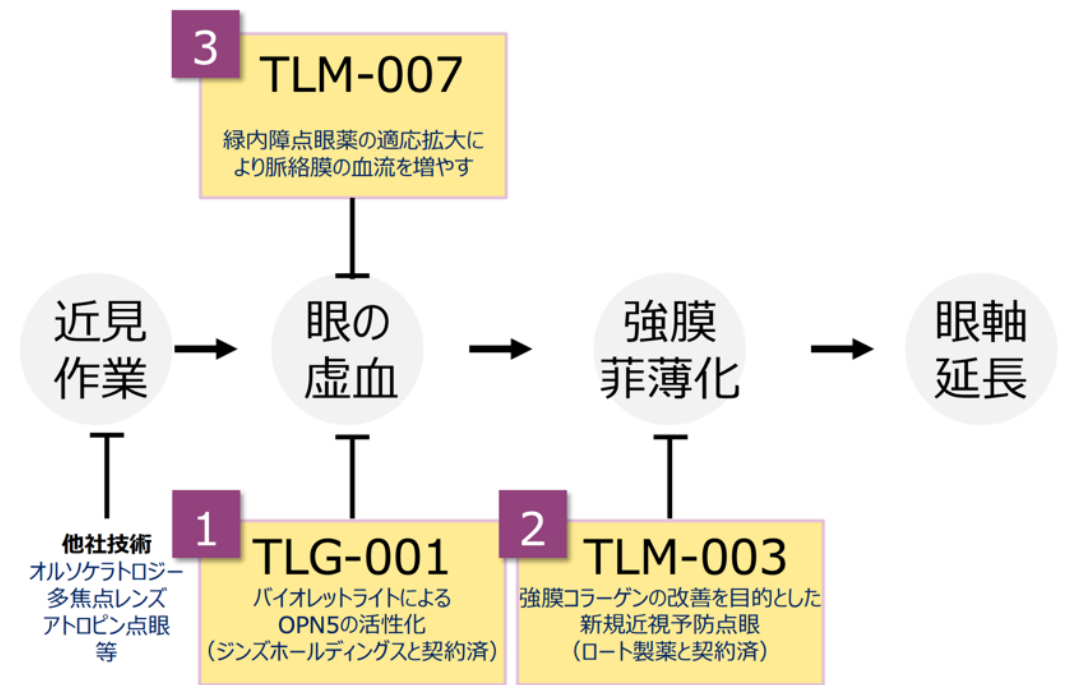 3
TLM-007
緑内障点眼薬の適応拡大に
より脈絡膜の血流を増やす
近見
作業
眼の
虚血
強膜
菲薄化
眼軸
延長
他社技術
オルソケラトロジー
多焦点レンズ
アトロピン点眼
等
1
TLG-001
バイオレットライトによる
OPN5の活性化
(ジンズホールディングスと契約済)
2
TLM-003
強膜コラーゲンの改善を目的とした
新規近視予防点眼
(ロート製薬と契約済)